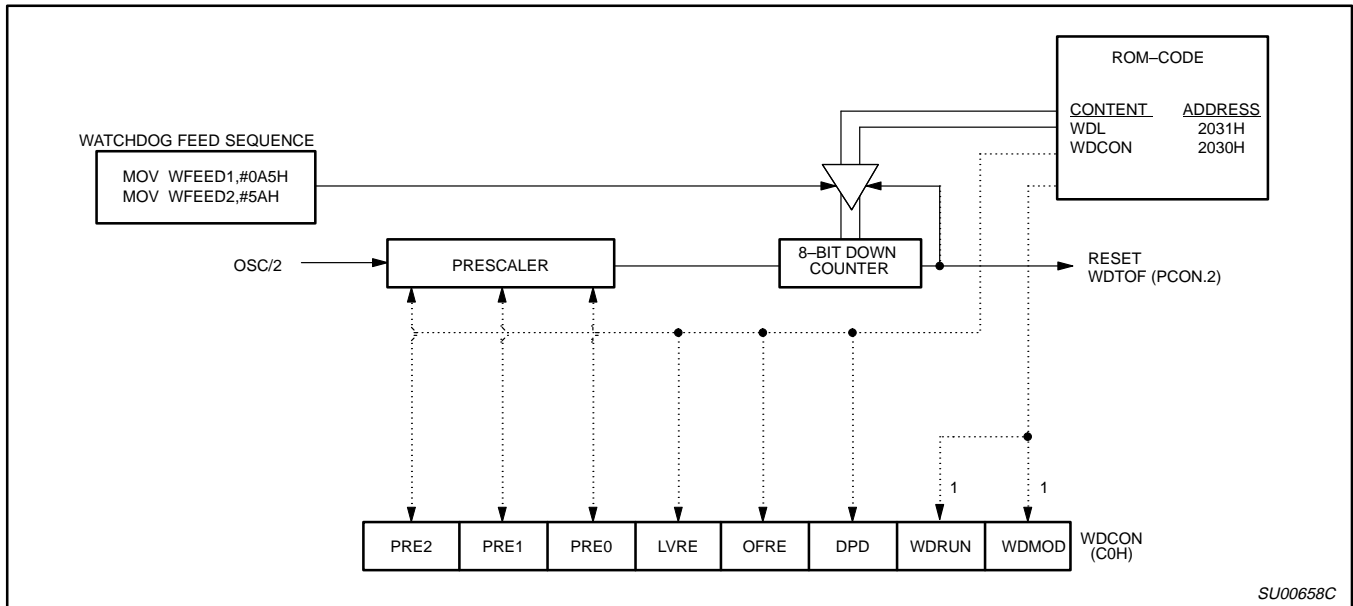 ROM–CODE
CONTENT ADDRESS
WDL 2031H
WDCON 2030H
WATCHDOG FEED SEQUENCE
MOV WFEED1,#0A5H
MOV WFEED2,#5AH
OSC/2
PRESCALER
8–BIT DOWN
COUNTER
RESET
WDTOF (PCON.2)
1 1
PRE2 PRE1 PRE0 LVRE OFRE DPD WDRUN WDMOD
WDCON
(C0H)
SU00658C